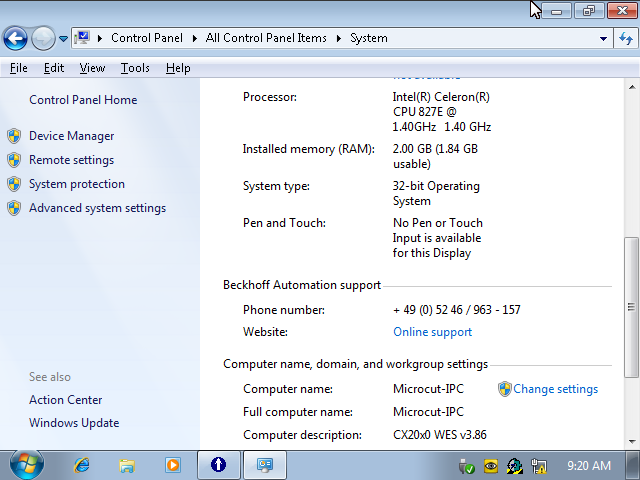 Control Panel All Control Panel Items System
File Edit View Tools Help
Control Panel Home
Device Manager
Remote settings
System protection
Advanced system settings
See also
Action Center
Windows Update
Processor: Intel(R) Celeron(R)
CPU 827E @
1.40GHz 1.40 GHz
Installed memory (RAM): 2.00 GB (1.84 GB
usable)
System type: 32-bit Operating
System
Pen and Touch: No Pen or Touch
Input is available
for this Display
Beckhoff Automation support
Phone number: + 49 (0) 52 46 / 963 - 157
Website: Online support
Computer name, domain, and workgroup settings
Computer name: Microcut-IPC Change settings
Full computer name: Microcut-IPC
Computer description: CX20x0 WES v3.86
9:20 AM